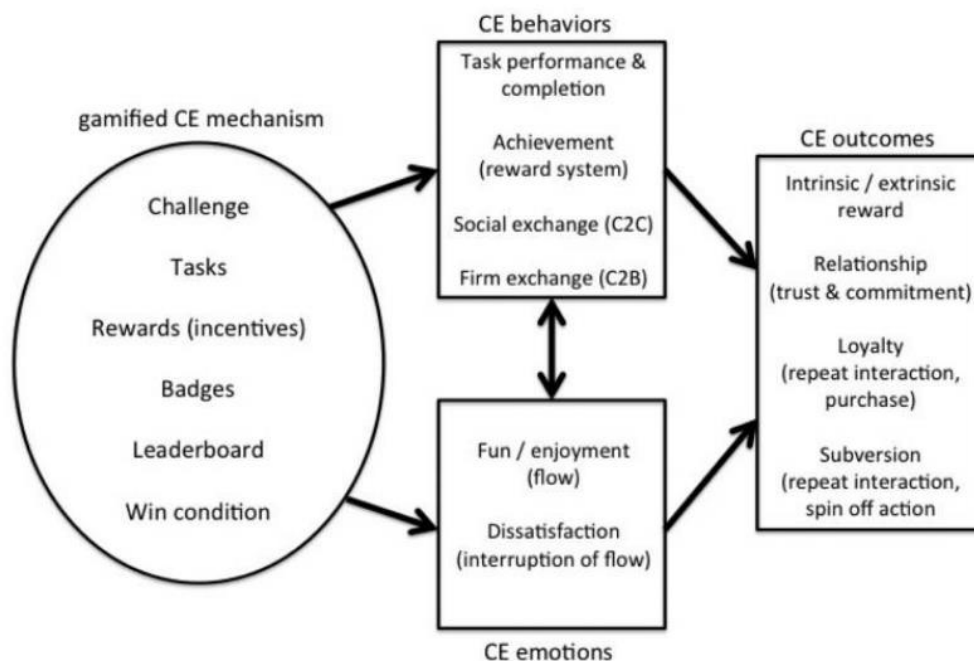 gamified CE mechanism
Challenge
Tasks
Rewards (incentives)
Badges
Leaderboard
Win condition
CE behaviors
Task performance &
completion
Achievement
(reward system)
Social exchange (C2C)
Firm exchange (C2B)
Fun / enjoyment
(flow)
Dissatisfaction
(interruption of flow)
CE emotions
CE outcomes
Intrinsic / extrinsic
reward
Relationship
(trust & commitment)
Loyalty
(repeat interaction,
purchase)
Subversion
(repeat interaction,
spin off action